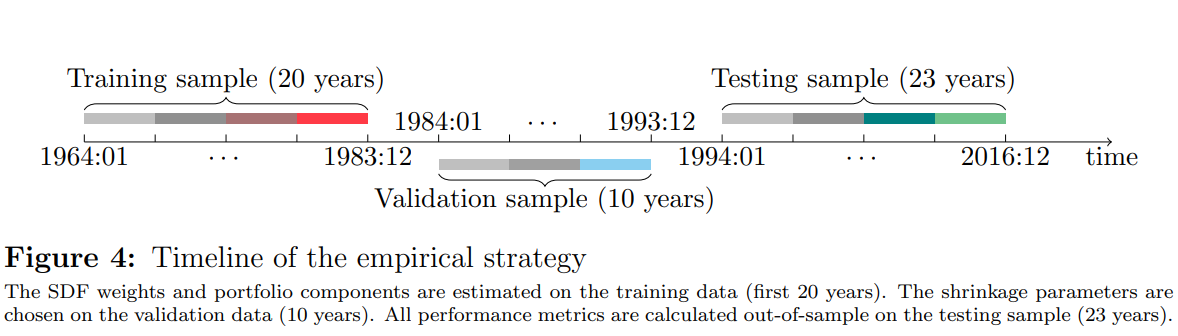 Training sample (20 years)
Testing sample (23 years)
1984:01 ... 1993:12
1964:01 ... 1983:12
1994:01 ... 2016:12 time
Validation sample (10 years)
Figure 4: Timeline of the empirical strategy
The SDF weights and portfolio components are estimated on the training data (first 20 years). The shrinkage parameters are
chosen on the validation data (10 years). All performance metrics are calculated out-of-sample on the testing sample (23 years).